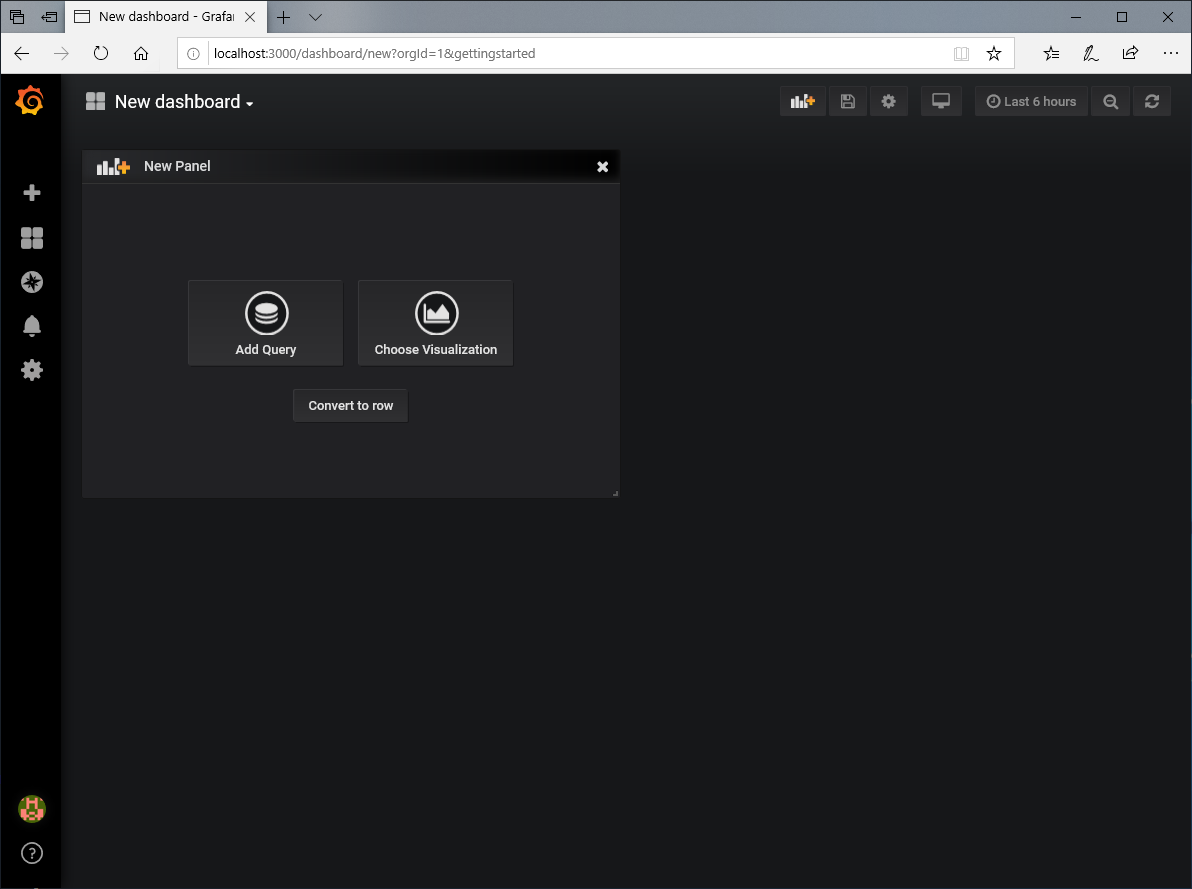 New dashboard - Grafan
localhost:3000/dashboard/new?orgId=1&gettingstarted
New dashboard
Last 6 hours
New Panel
Add Query
Choose Visualization
Convert to row
?